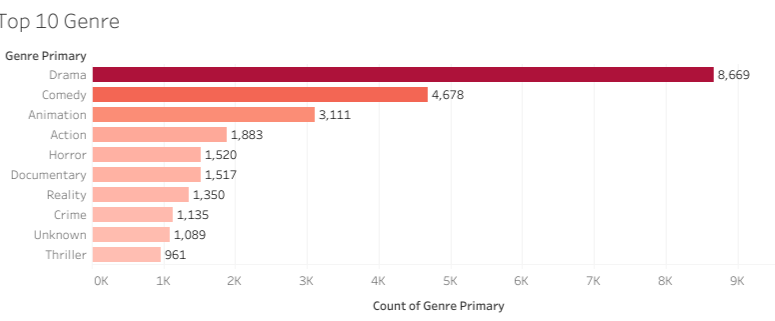 Top 10 Genre
Genre Primary
Drama 8,669
Comedy 4,678
Animation 3,111
Action 1,883
Horror 1,520
Documentary 1,517
Reality 1,350
Crime 1,135
Unknown 1,089
Thriller 961
0K 1K 2K 3K 4K 5K 6K 7K 8K 9K
Count of Genre Primary